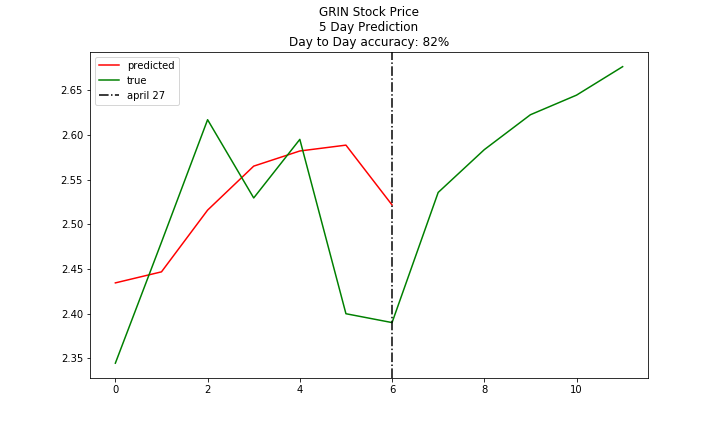 GRIN Stock Price
5 Day Prediction
Day to Day accuracy: 82%
predicted
true
april 27
2.65
2.60
2.55
2.50
2.45
2.40
2.35
0 2 4 6 8 10